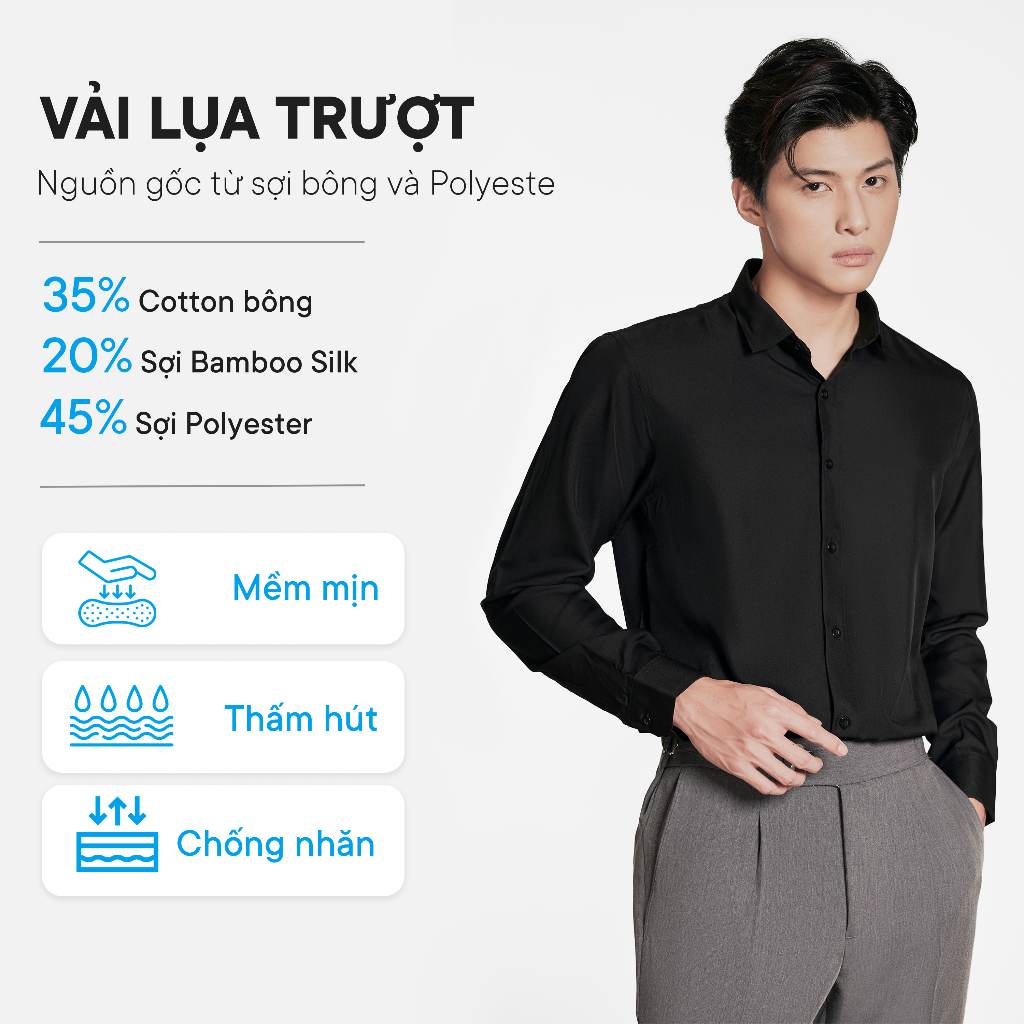 VẢI LỤA TRƯỢT
Nguồn gốc từ sợi bông và Polyeste
35% Cotton bông
20% Sợi Bamboo Silk
45% Sợi Polyester
Mềm mịn
Thấm hút
Chống nhăn